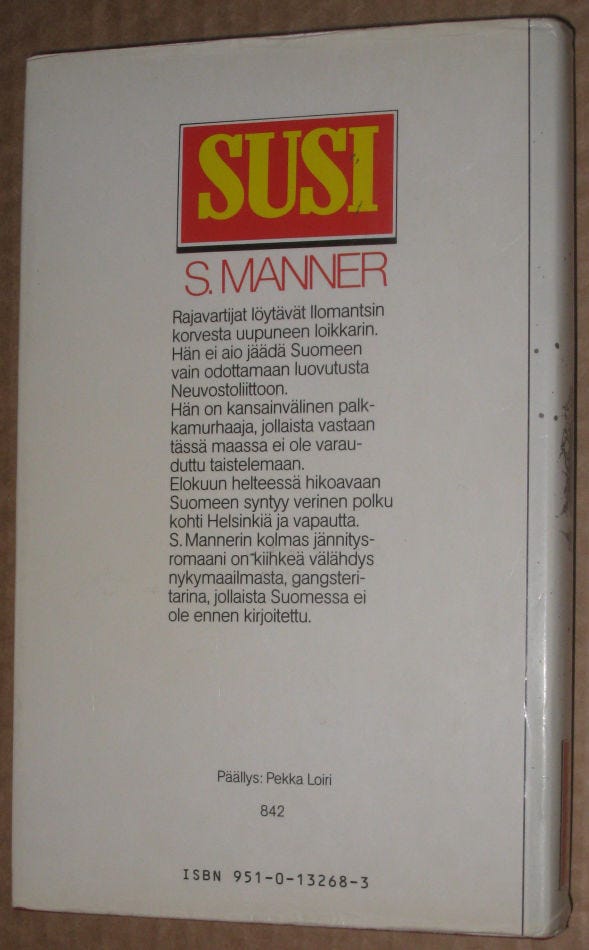 SUSI
S. MANNER
Rajavartijat löytävät Ilomantsin
korvesta uupuneen loikkarin.
Hän ei aio jäädä Suomeen
vain odottamaan luovutusta
Neuvostoliittoon.
Hän on kansainvälinen palk-
kamurhaaja, jollaista vastaan
tässä maassa ei ole varau-
duttu taistelemaan.
Elokuun helteessä hikoavaan
Suomeen syntyy verinen polku
kohti Helsinkiä ja vapautta.
S. Mannerin kolmas jännitys-
romaani on kiihkeä välähdys
nykymaailmasta, gangsteri-
tarina, jollaista Suomessa ei
ole ennen kirjoitettu.
Päällys: Pekka Loiri
842
ISBN 951-0-13268-3